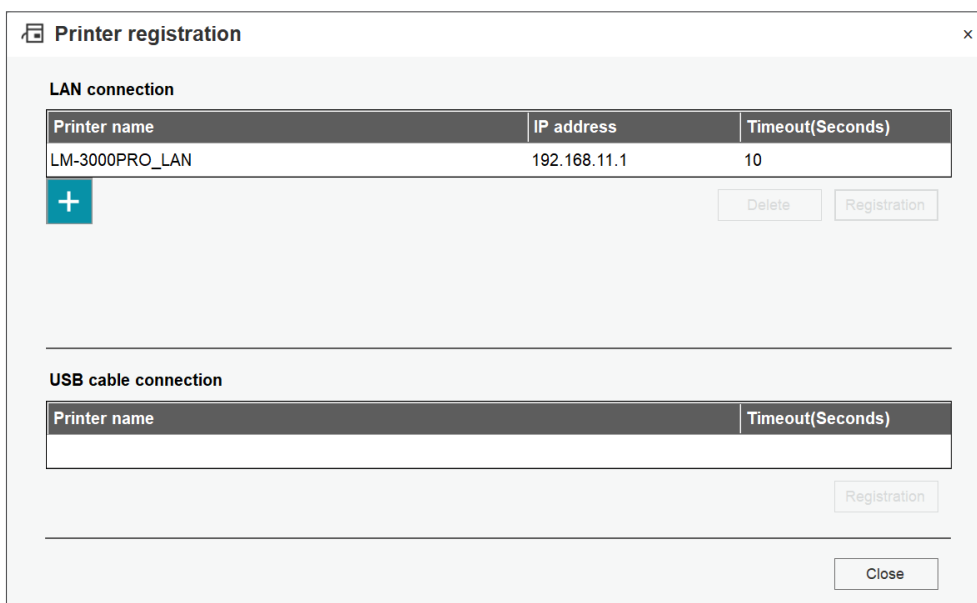 Printer registration x
LAN connection
Printer name IP address Timeout(Seconds)
LM-3000PRO_LAN 192.168.11.1 10
+
Delete Registration
USB cable connection
Printer name Timeout(Seconds)
Registration
Close